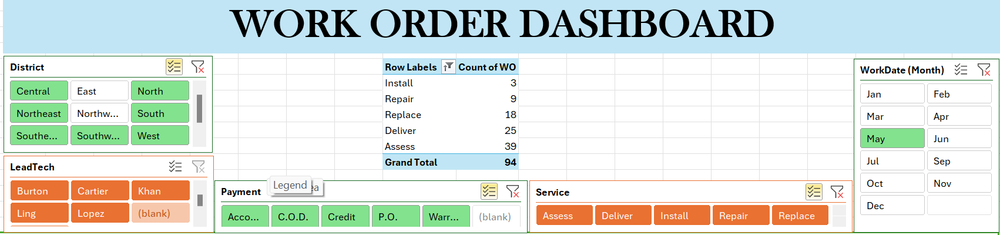 WORK ORDER DASHBOARD
District
Central East North
Northeast Northw... South
Southe... Southw... West
LeadTech
Burton Cartier Khan
Ling Lopez (blank)
Row Labels Count of WO
Install 3
Repair 9
Replace 18
Deliver 25
Assess 39
Grand Total 94
Legend
Payment
Acco... C.O.D. Credit P.O. Warr... (blank)
Service
Assess Deliver Install Repair Replace
WorkDate (Month)
Jan Feb
Mar Apr
May Jun
Jul Sep
Oct Nov
Dec